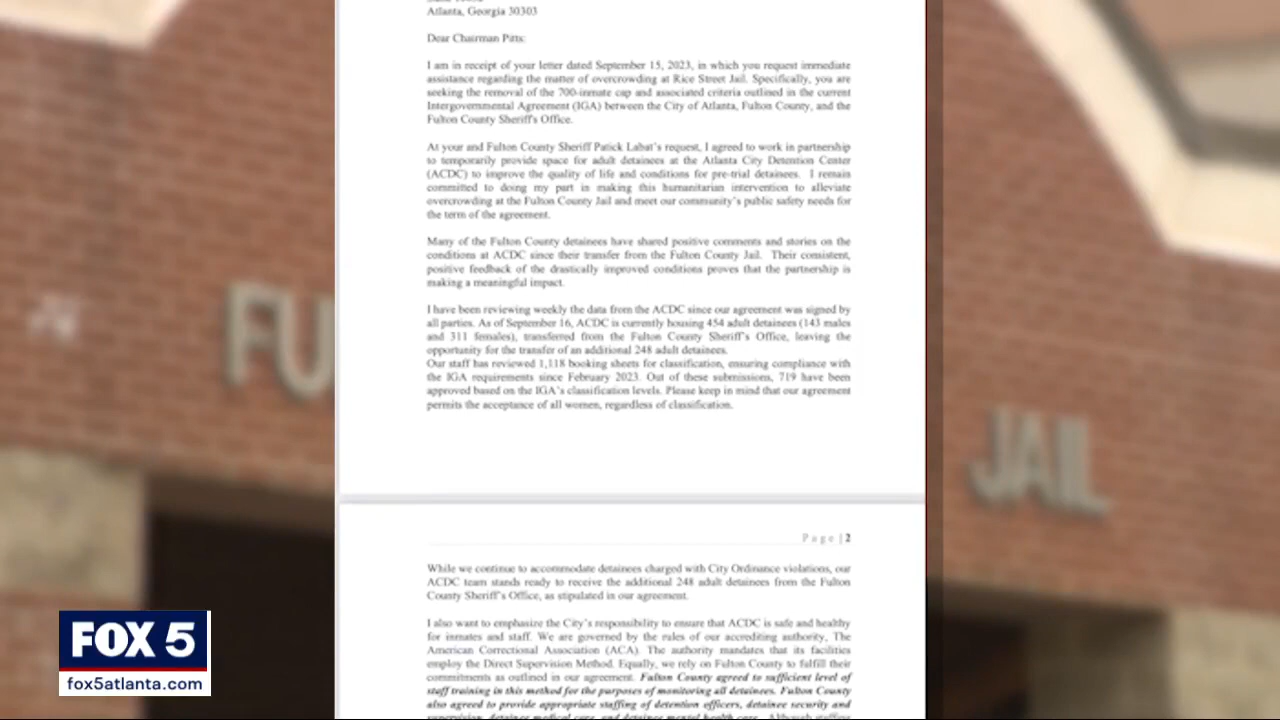 Atlanta, Georgia 30303
Dear Chairman Pitts:
I am in receipt of your letter dated September 15, 2023, in which you request immediate
assistance regarding the matter of overcrowding at Rice Street Jail. Specifically, you are
seeking the removal of the 700-inmate cap and associated criteria outlined in the current
Intergovernmental Agreement (IGA) between the City of Atlanta, Fulton County, and the
Fulton County Sheriff's Office.
At your and Fulton County Sheriff Patick Labat's request, I agreed to work in partnership
to temporarily provide space for adult detainees at the Atlanta City Detention Center
(ACDC) to improve the quality of life and conditions for pre-trial detainees. I remain
committed to doing my part in making this humanitarian intervention to alleviate
overcrowding at the Fulton County Jail and meet our community's public safety needs for
the term of the agreement.
Many of the Fulton County detainees have shared positive comments and stories on the
conditions at ACDC since their transfer from the Fulton County Jail. Their consistent,
positive feedback of the drastically improved conditions proves that the partnership is
making a meaningful impact.
I have been reviewing weekly the data from the ACDC since our agreement was signed by
all parties. As of September 16, ACDC is currently housing 454 adult detainees (143 males
and 311 females), transferred from the Fulton County Sheriff's Office, leaving the
opportunity for the transfer of an additional 248 adult detainees.
Our staff has reviewed 1,118 booking sheets for classification, ensuring compliance with
the IGA requirements since February 2023. Out of these submissions, 719 have been
approved based on the IGA's classification levels. Please keep in mind that our agreement
permits the acceptance of all women, regardless of classification.
Page | 2
While we continue to accommodate detainees charged with City Ordinance violations, our
ACDC team stands ready to receive the additional 248 adult detainees from the Fulton
County Sheriff's Office, as stipulated in our agreement.
I also want to emphasize the City's responsibility to ensure that ACDC is safe and healthy
for inmates and staff. We are governed by the rules of our accrediting authority, The
American Correctional Association (ACA). The authority mandates that its facilities
employ the Direct Supervision Method. Equally, we rely on Fulton County to fulfill their
commitments as outlined in our agreement. Fulton County agreed to sufficient level of
staff training in this method for the purposes of monitoring all detainees. Fulton County
also agreed to provide appropriate staffing of detention officers, detainee security and
supervision, detainee medical care, and detainee mental health care. Although staffing
FU
JAIL
FOX 5
fox5atlanta.com